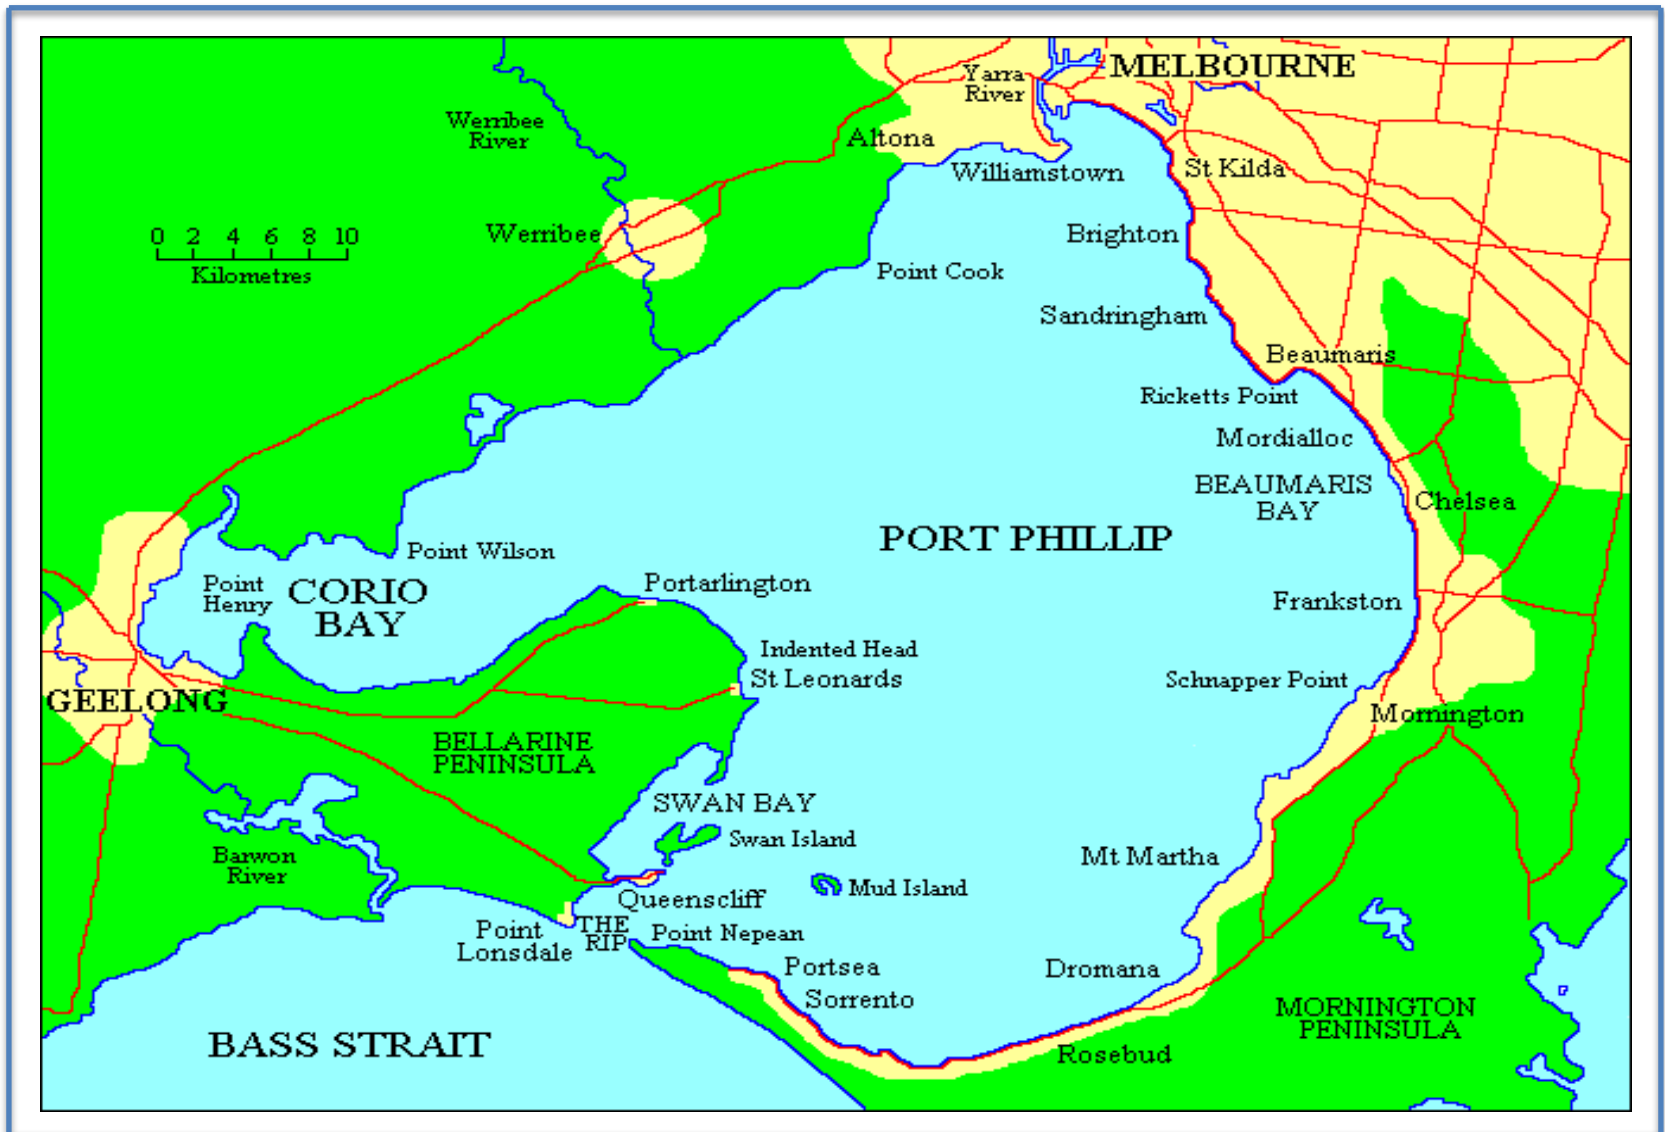 MELBOURNE
Yarra
River
Werribee
River
Altona
Williamstown
St Kilda
0 2 4 6 8 10
Kilometres
Werribee
Brighton
Point Cook
Sandringham
Beaumaris
Ricketts Point
Mordialloc
BEAUMARIS
BAY
Chelsea
PORT PHILLIP
Point Wilson
Point
Henry
CORIO
BAY
Portarlington
Frankston
Indented Head
St Leonards
Schnapper Point
GEELONG
Mornington
BELLARINE
PENINSULA
SWAN BAY
Swan Island
Barwon
River
Mt Martha
Mud Island
Queenscliff
Point
Lonsdale
THE
RIP
Point Nepean
Portsea
Sorrento
Dromana
MORNINGTON
PENINSULA
BASS STRAIT
Rosebud